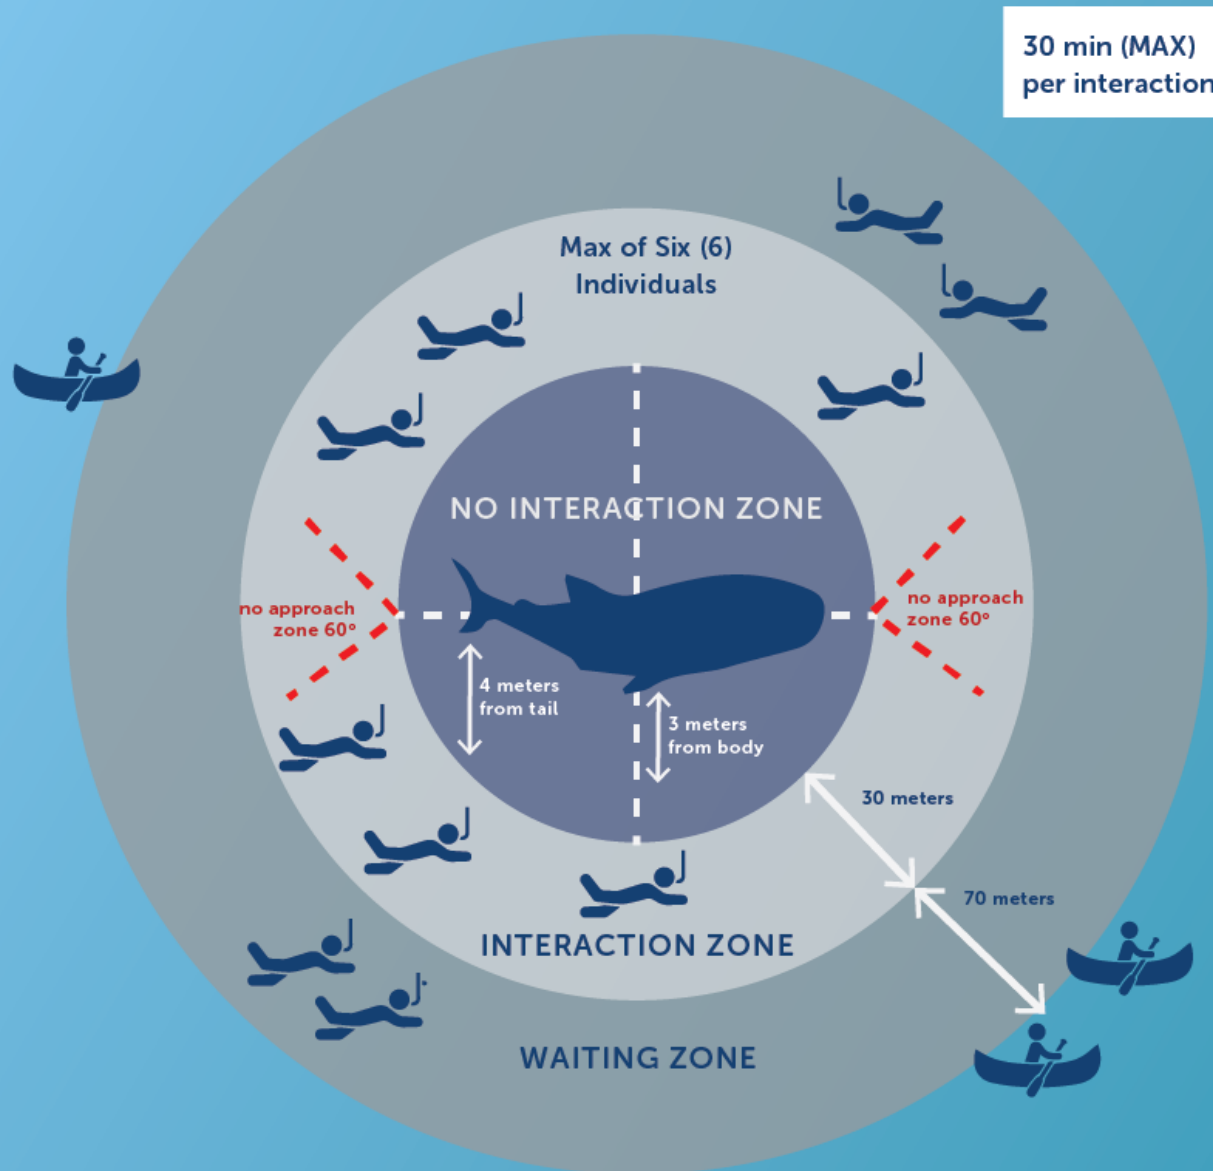 30 min (MAX)
per interaction
Max of Six (6)
Individuals
NO INTERACTION ZONE
no approach
zone 60°
no approach
zone 60°
4 meters
from tail
3 meters
from body
30 meters
70 meters
INTERACTION ZONE
WAITING ZONE